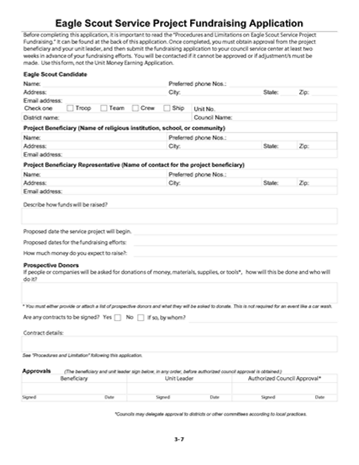 Eagle Scout Service Project Fundraising Application
Before completing this application, it is important to read the "Procedures and Limitations on Eagle Scout Service Project
Fundraising." It can be found at the back of this application. Once completed, you must obtain approval from the project
beneficiary and your unit leader, and then submit the fundraising application to your council service center at least two
weeks in advance of your fundraising efforts. You will be contacted if it cannot be approved or if adjustment/s must be
made. Use this form, not the Unit Money Earning Application.
Eagle Scout Candidate
Name: Preferred phone Nos.:
Address: City: State: Zip:
Email address:
Check one Troop Team Crew Ship Unit No.
District name: Council Name:
Project Beneficiary (Name of religious institution, school, or community)
Name: Preferred phone Nos.:
Address: City: State: Zip:
Email address:
Project Beneficiary Representative (Name of contact for the project beneficiary)
Name: Preferred phone Nos.:
Address: City: State: Zip:
Email address:
Describe how funds will be raised?
Proposed date the service project will begin.
Proposed dates for the fundraising efforts:
How much money do you expect to raise?:
Prospective Donors
If people or companies will be asked for donations of money, materials, supplies, or tools*, how will this be done and who will
do it?
* You must either provide or attach a list of prospective donors and what they will be asked to donate. This is not required for an event like a car wash.
Are any contracts to be signed? Yes No If so, by whom?
Contract details:
See "Procedures and Limitation" following this application.
Approvals (The beneficiary and unit leader sign below, in any order, before authorized council approval is obtained.)
Beneficiary Unit Leader Authorized Council Approval*
Signed Date Signed Date Signed Date
*Councils may delegate approval to districts or other committees according to local practices.
3- 7